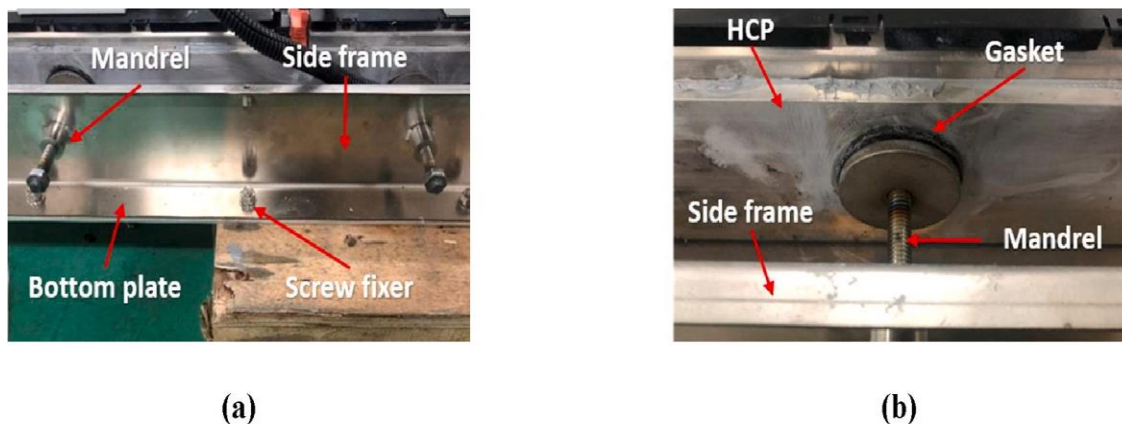 Mandrel
Side frame
Bottom plate
Screw fixer
(a)
HCP
Gasket
Side frame
Mandrel
(b)